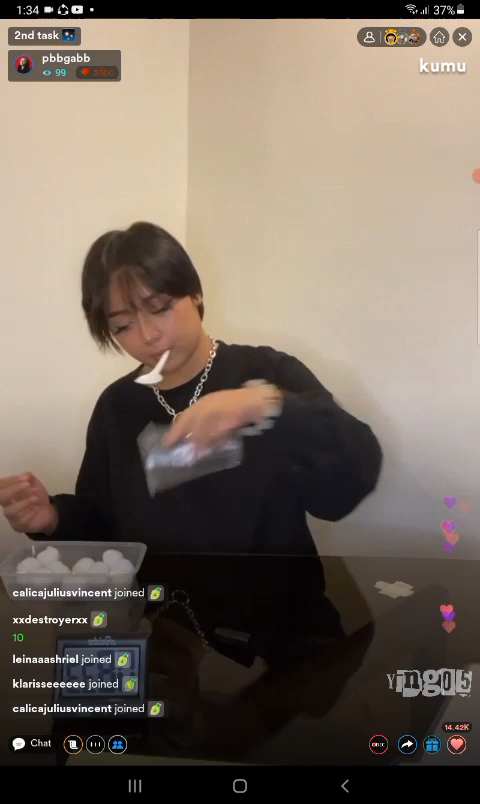 1:34
37%
2nd task
pbbgabb
99
kumu
calicajuliusvincent joined
xxdestroyerxx
10
leinaaashriel joined
klarisseeeeee joined
calicajuliusvincent joined
Yngo5
14.42K
Chat